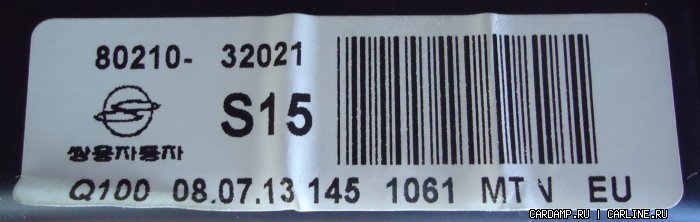 80210- 32021
S15
쌍용자동차
Q100 08.07.13 145 1061 MT N EU
CARDAMP.RU | CARLINE.RU